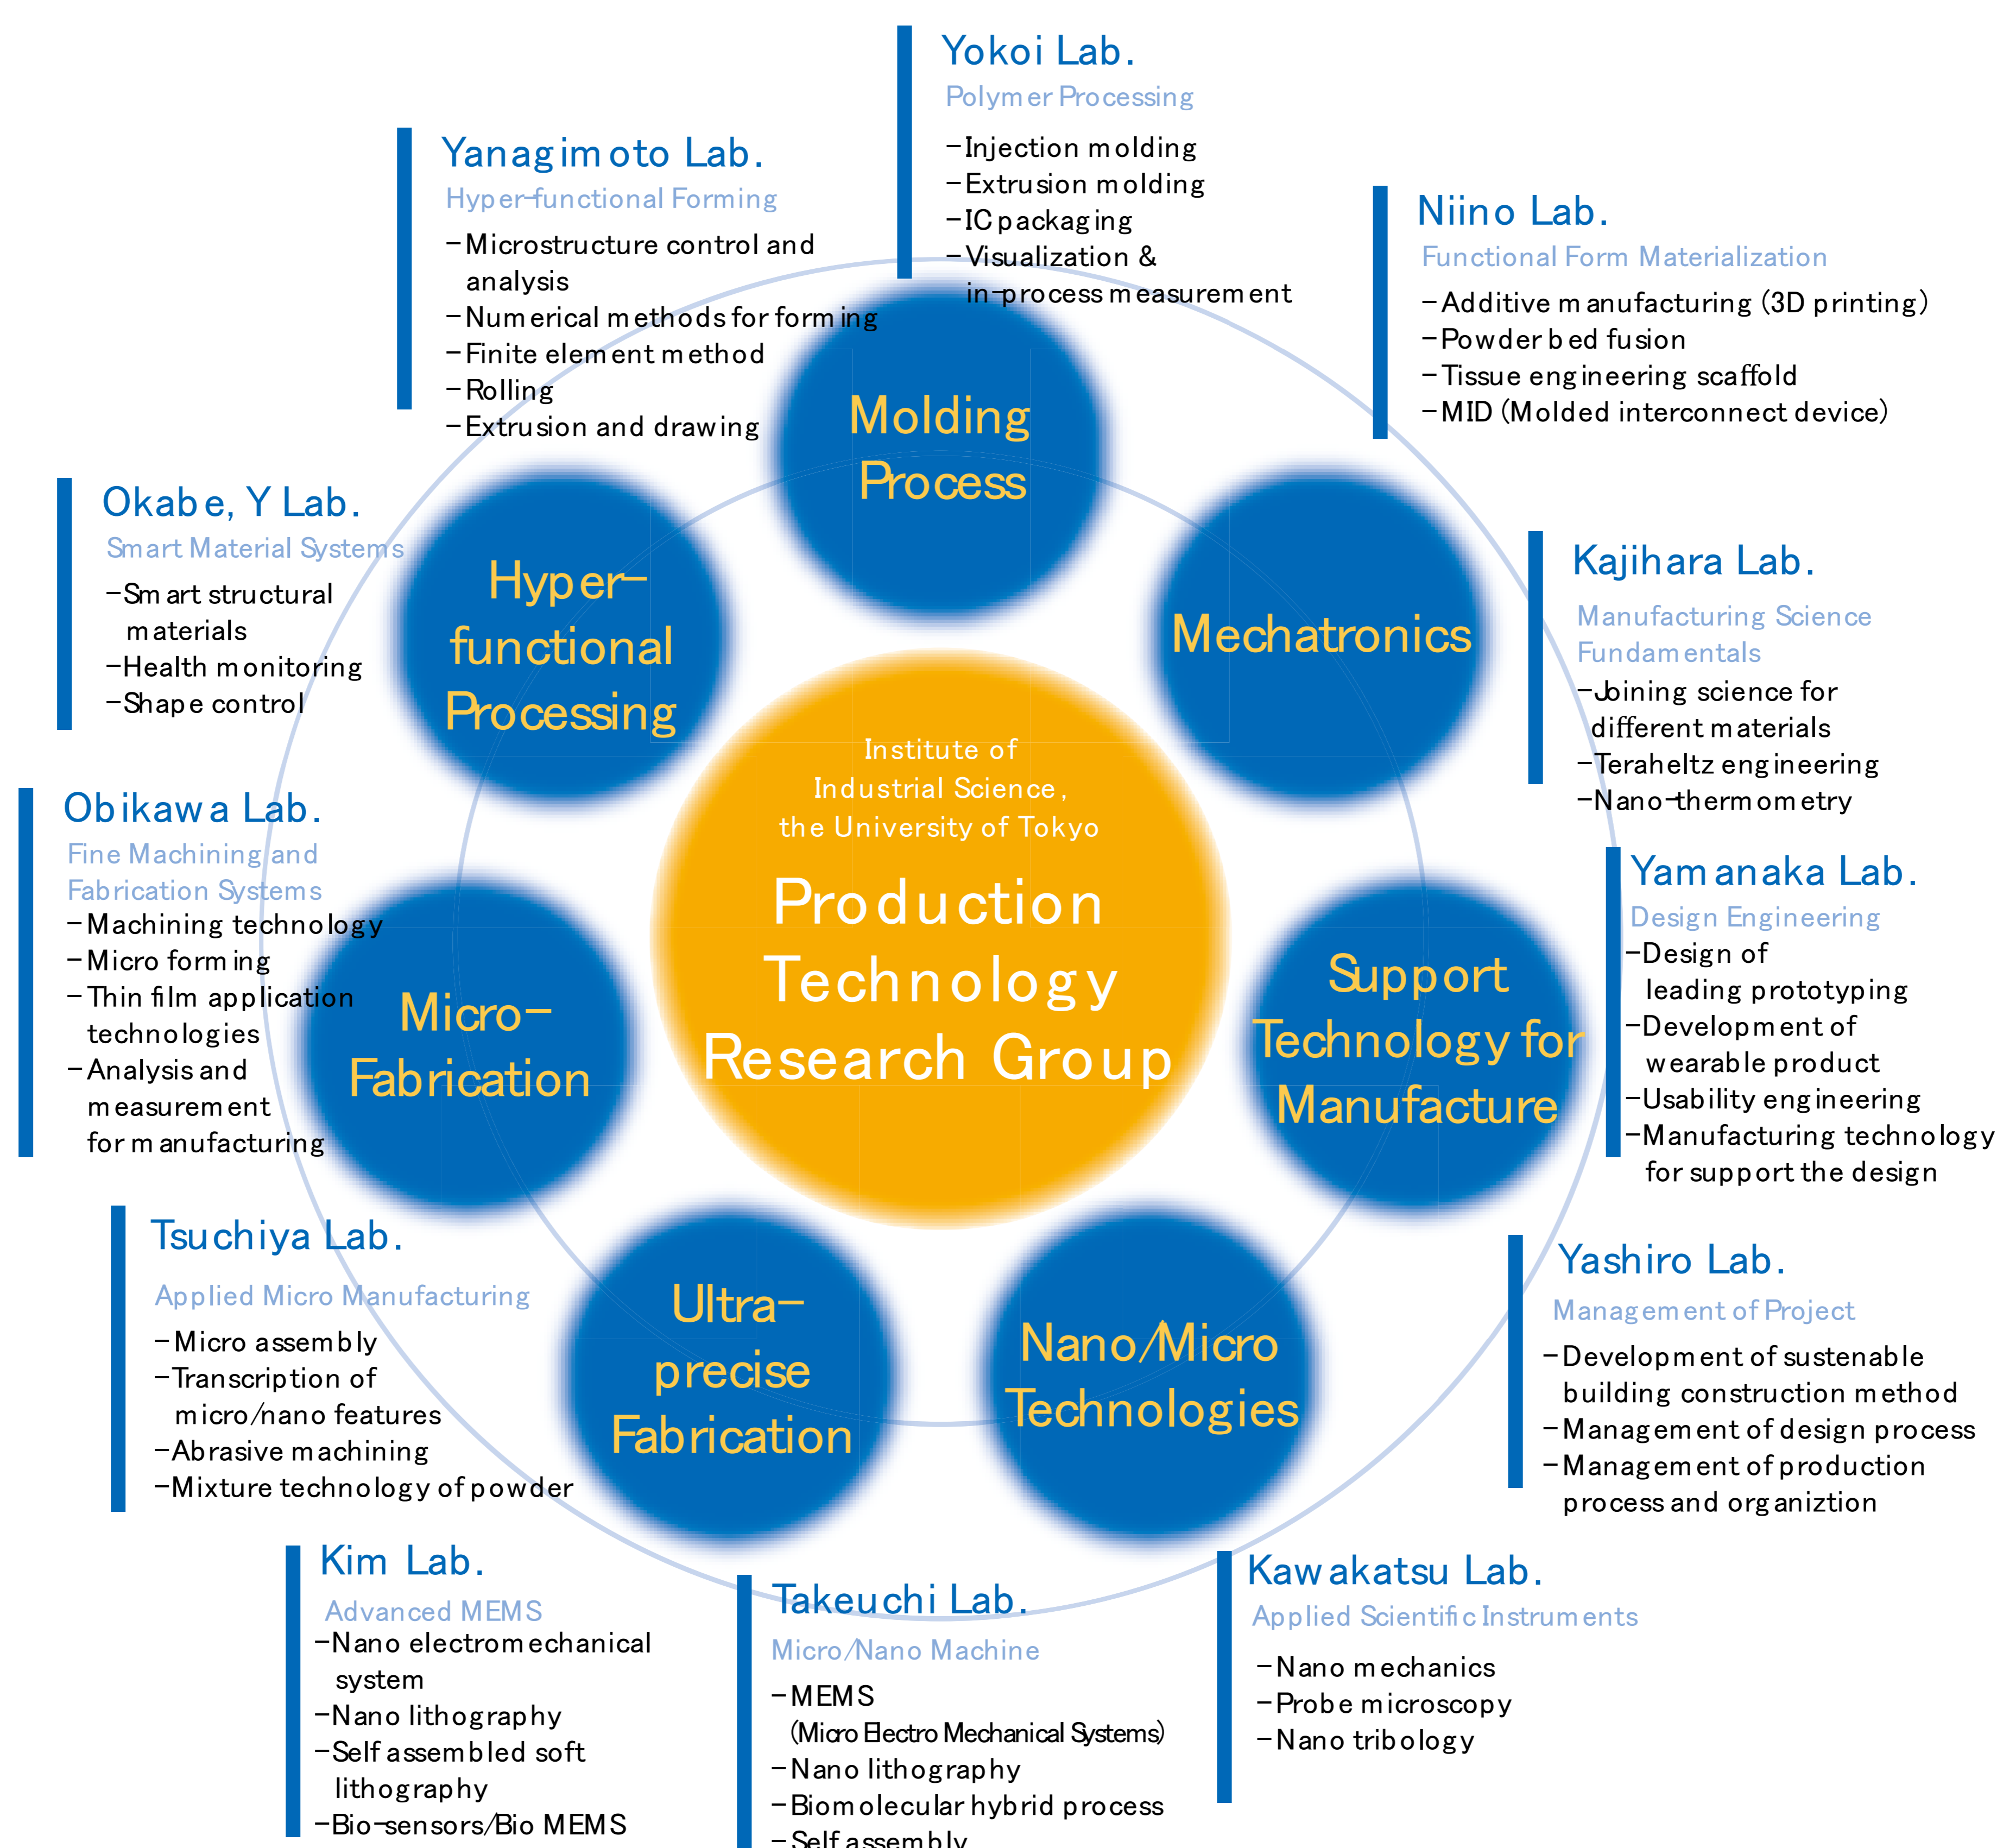 Yokoi Lab.
Polymer Processing
-Injection molding
-Extrusion molding
-IC packaging
-Visualization &
in-process measurement
Yanagimoto Lab.
Hyper-functional Forming
-Microstructure control and
analysis
-Numerical methods for forming
-Finite element method
-Rolling
-Extrusion and drawing
Niino Lab.
Functional Form Materialization
-Additive manufacturing (3D printing)
-Powder bed fusion
-Tissue engineering scaffold
-MID (Molded interconnect device)
Okabe, Y Lab.
Smart Material Systems
-Smart structural
materials
-Health monitoring
-Shape control
Kajihara Lab.
Manufacturing Science
Fundamentals
-Joining science for
different materials
-Teraheltz engineering
-Nano-thermometry
Molding
Process
Hyper-
functional
Processing
Mechatronics
Institute of
Industrial Science,
the University of Tokyo
Production
Technology
Research Group
Obikawa Lab.
Fine Machining and
Fabrication Systems
-Machining technology
-Micro forming
-Thin film application
technologies
-Analysis and
measurement
for manufacturing
Micro-
Fabrication
Support
Technology for
Manufacture
Yamanaka Lab.
Design Engineering
-Design of
leading prototyping
-Development of
wearable product
-Usability engineering
-Manufacturing technology
for support the design
Tsuchiya Lab.
Applied Micro Manufacturing
-Micro assembly
-Transcription of
micro/nano features
-Abrasive machining
-Mixture technology of powder
Ultra-
precise
Fabrication
Nano/Micro
Technologies
Yashiro Lab.
Management of Project
-Development of sustenable
building construction method
-Management of design process
-Management of production
process and organiztion
Kim Lab.
Advanced MEMS
-Nano electromechanical
system
-Nano lithography
-Self assembled soft
lithography
-Bio-sensors/Bio MEMS
Takeuchi Lab.
Micro/Nano Machine
-MEMS
(Micro Electro Mechanical Systems)
-Nano lithography
-Biomolecular hybrid process
-Self assembly
Kawakatsu Lab.
Applied Scientific Instruments
-Nano mechanics
-Probe microscopy
-Nano tribology